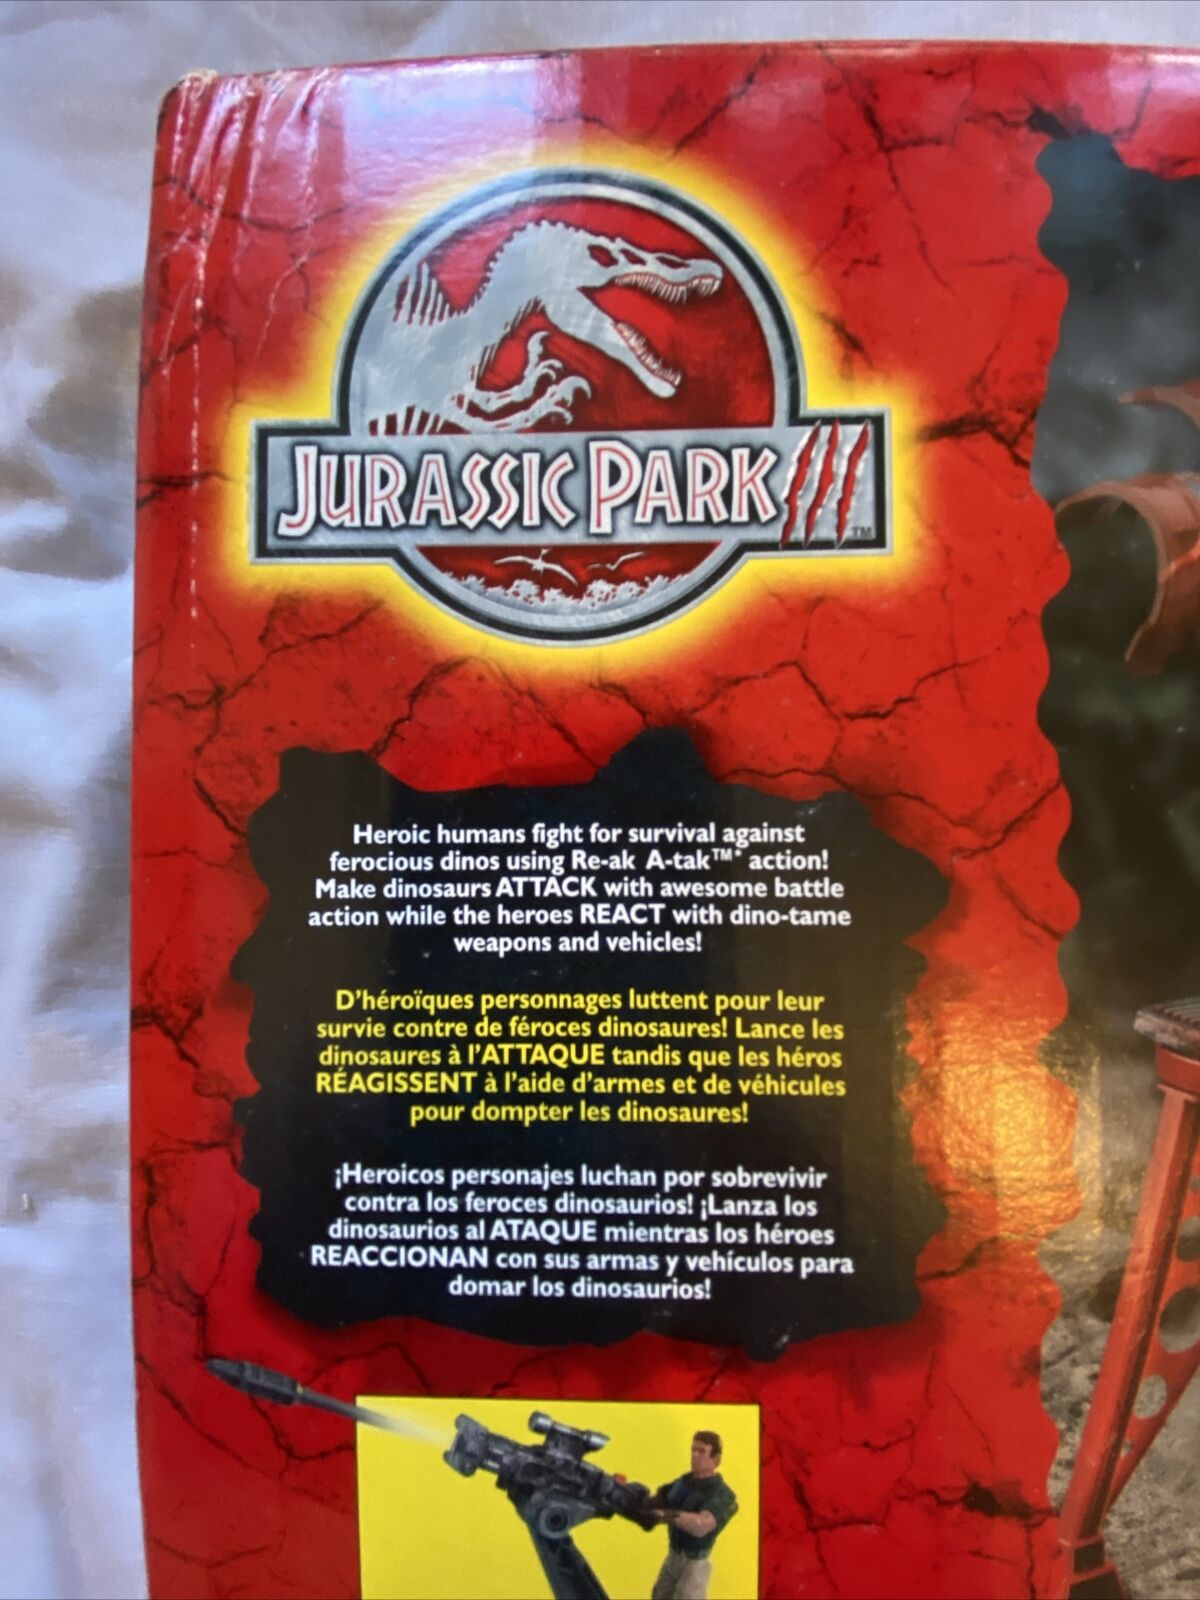 JURASSIC PARK III™
Heroic humans fight for survival against
ferocious dinos using Re-ak A-tak™* action!
Make dinosaurs ATTACK with awesome battle
action while the heroes REACT with dino-tame
weapons and vehicles!
D'héroïques personnages luttent pour leur
survie contre de féroces dinosaures! Lance les
dinosaures à l'ATTAQUE tandis que les héros
RÉAGISSENT à l'aide d'armes et de véhicules
pour dompter les dinosaures!
¡Heroicos personajes luchan por sobrevivir
contra los feroces dinosaurios! ¡Lanza los
dinosaurios al ATAQUE mientras los héroes
REACCIONAN con sus armas y vehículos para
domar los dinosaurios!